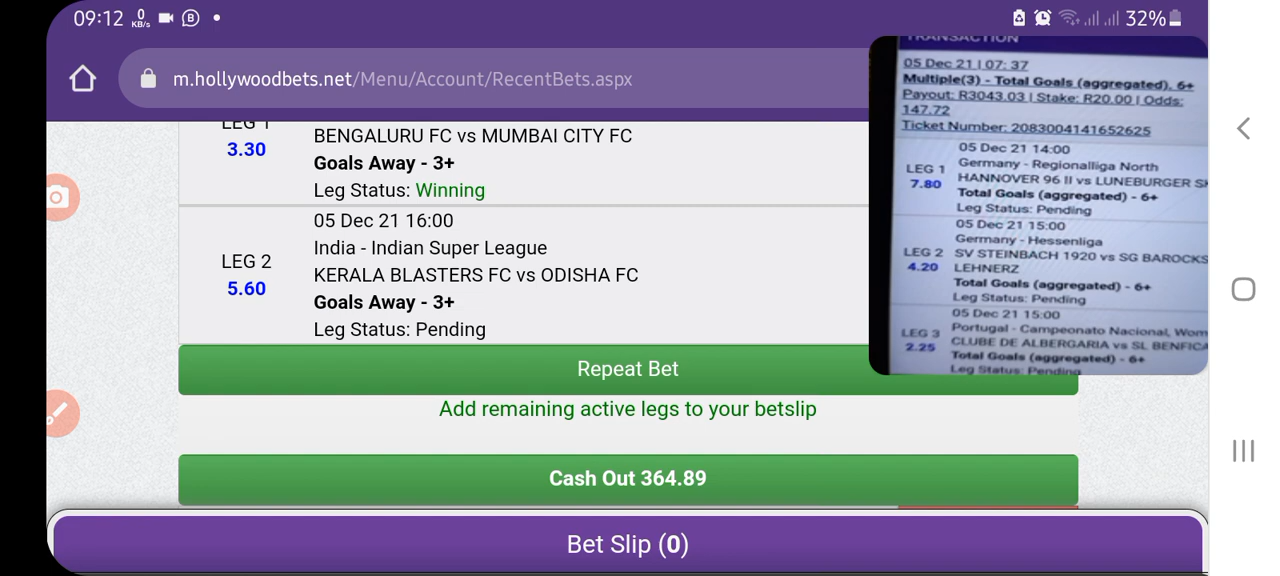 09:12 0 KB/s B 32%
m.hollywoodbets.net/Menu/Account/RecentBets.aspx
LEG 1
3.30
BENGALURU FC vs MUMBAI CITY FC
Goals Away - 3+
Leg Status: Winning
LEG 2
5.60
05 Dec 21 16:00
India - Indian Super League
KERALA BLASTERS FC vs ODISHA FC
Goals Away - 3+
Leg Status: Pending
Repeat Bet
Add remaining active legs to your betslip
Cash Out 364.89
Bet Slip (0)
TRANSACTION
05 Dec 21 | 07: 37
Multiple(3) - Total Goals (aggregated), 6+
Payout: R3043.03 | Stake: R20.00 | Odds:
147.72
Ticket Number: 2083004141652625
LEG 1
7.80
05 Dec 21 14:00
Germany - Regionalliga North
HANNOVER 96 II vs LUNEBURGER
Total Goals (aggregated) - 6+
Leg Status: Pending
LEG 2
4.20
05 Dec 21 15:00
Germany - Hessenliga
SV STEINBACH 1920 vs SG BAROCKS
LEHNERZ
Total Goals (aggregated) - 6+
Leg Status: Pending
LEG 3
2.25
05 Dec 21 15:00
Portugal - Campeonato Nacional, Wom
CLUBE DE ALBERGARIA vs SL BENFICA
Total Goals (aggregated) - 6+
Leg Status: Pending